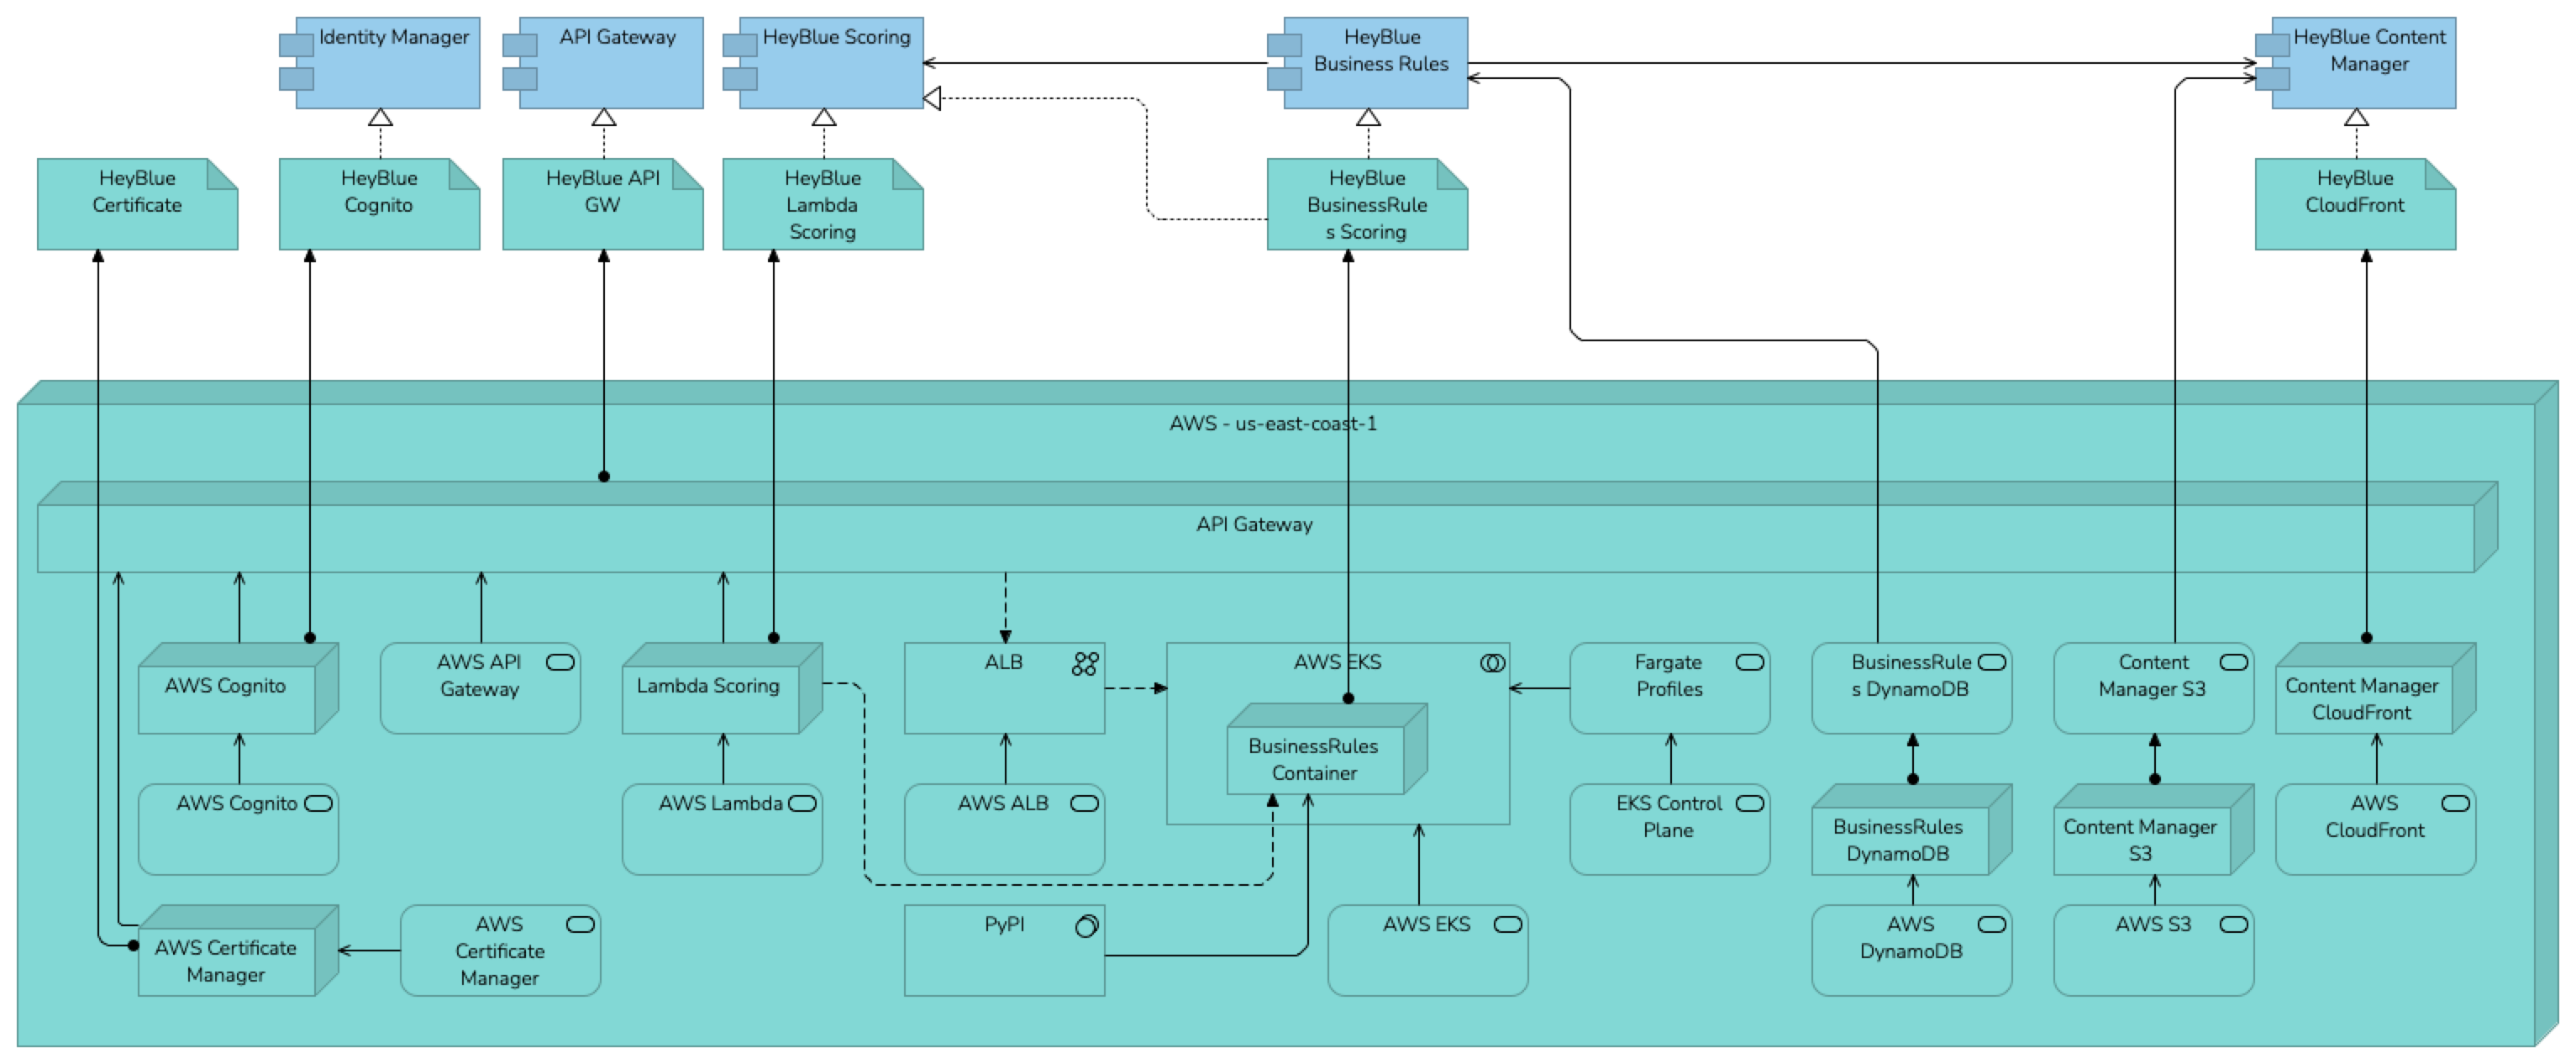 Identity Manager
API Gateway
HeyBlue Scoring
HeyBlue
Business Rules
HeyBlue Content
Manager
HeyBlue
Certificate
HeyBlue
Cognito
HeyBlue API
GW
HeyBlue
Lambda
Scoring
HeyBlue
BusinessRule
s Scoring
HeyBlue
CloudFront
AWS - us-east-coast-1
API Gateway
AWS Cognito
AWS API
Gateway
Lambda Scoring
ALB
AWS EKS
BusinessRules
Container
Fargate
Profiles
BusinessRule
s DynamoDB
Content
Manager S3
Content Manager
CloudFront
AWS Cognito
AWS Lambda
AWS ALB
EKS Control
Plane
BusinessRules
DynamoDB
Content Manager
S3
AWS
CloudFront
AWS Certificate
Manager
AWS
Certificate
Manager
PyPI
AWS EKS
AWS
DynamoDB
AWS S3